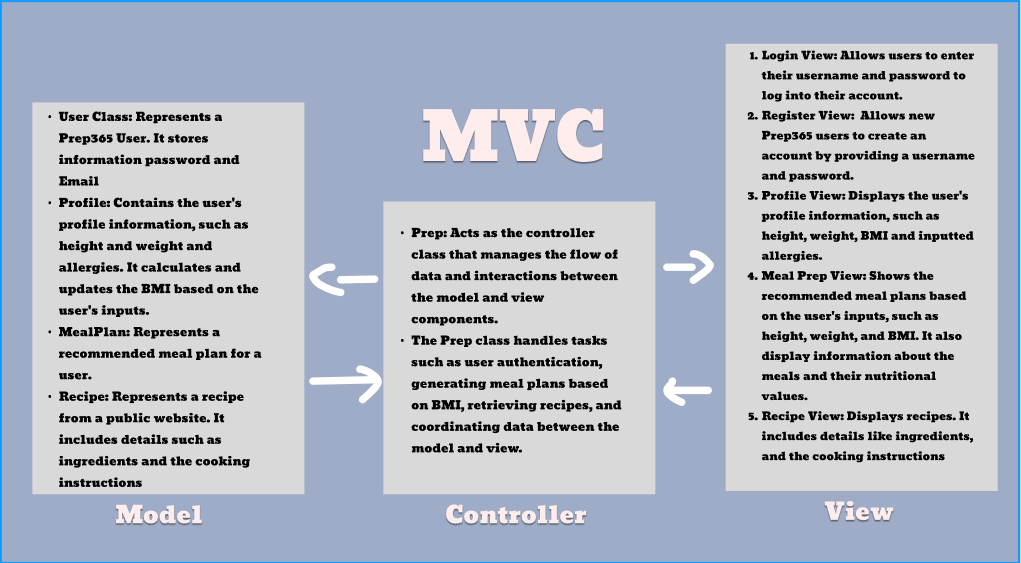 MVC
• User Class: Represents a
Prep365 User. It stores
information password and
Email
• Profile: Contains the user's
profile information, such as
height and weight and
allergies. It calculates and
updates the BMI based on the
user's inputs.
• MealPlan: Represents a
recommended meal plan for a
user.
• Recipe: Represents a recipe
from a public website. It
includes details such as
ingredients and the cooking
instructions
Model
• Prep: Acts as the controller
class that manages the flow of
data and interactions between
the model and view
components.
• The Prep class handles tasks
such as user authentication,
generating meal plans based
on BMI, retrieving recipes, and
coordinating data between the
model and view.
Controller
1. Login View: Allows users to enter
their username and password to
log into their account.
2. Register View: Allows new
Prep365 users to create an
account by providing a username
and password.
3. Profile View: Displays the user's
profile information, such as
height, weight, BMI and inputted
allergies.
4. Meal Prep View: Shows the
recommended meal plans based
on the user's inputs, such as
height, weight, and BMI. It also
display information about the
meals and their nutritional
values.
5. Recipe View: Displays recipes. It
includes details like ingredients,
and the cooking instructions
View